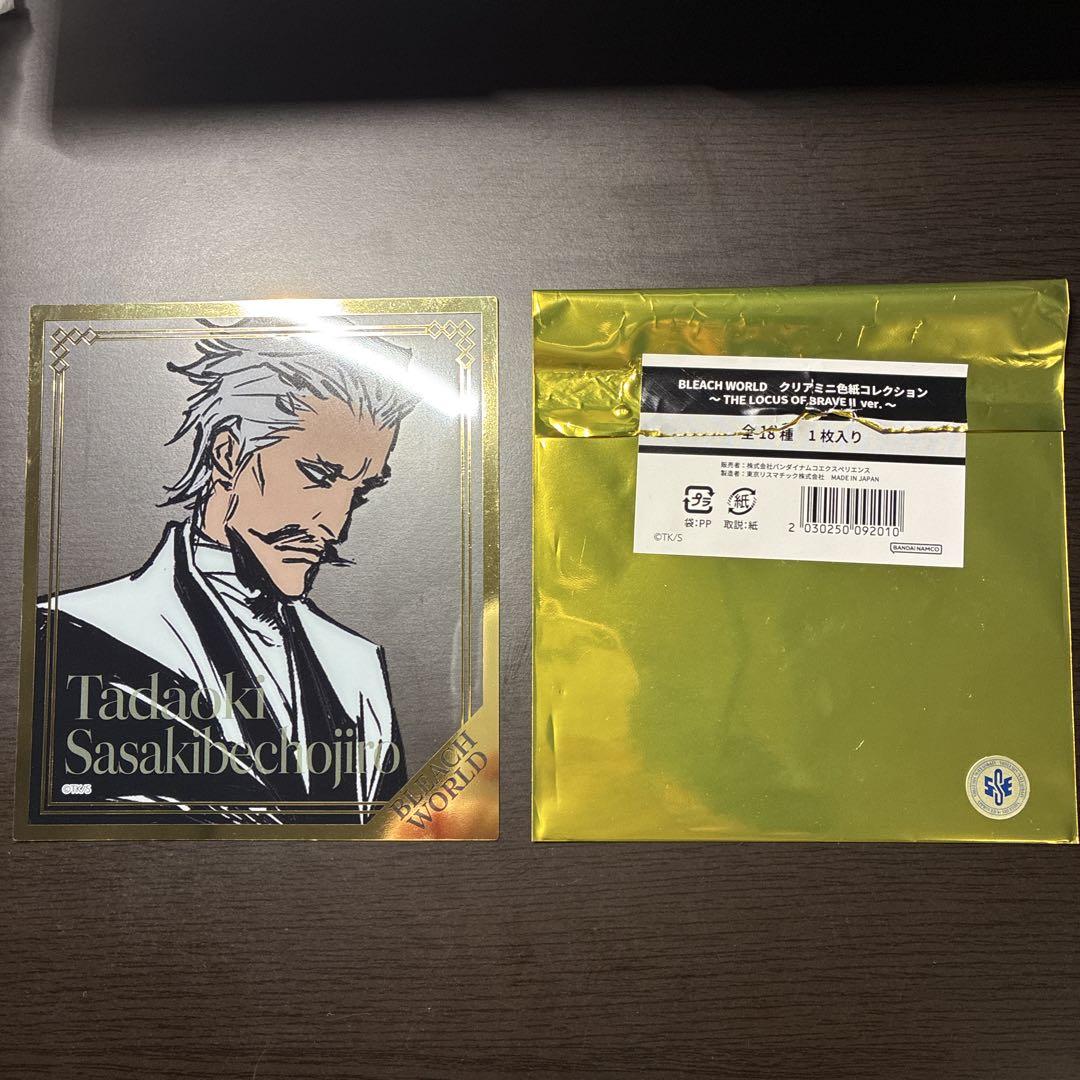 Tadaoki
Sasakibechojiro
©TK/S
BLEACH
WORLD
BLEACH WORLD クリアミニ色紙コレクション
〜 THE LOCUS OF BRAVE II ver. 〜
全 18 種 1 枚入り
販売者:株式会社バンダイナムコエクスペリエンス
製造者:東京リスマチック株式会社 MADE IN JAPAN
プラ
紙
袋:PP 取説:紙
2 030250 092010
©TK/S
BANDAI NAMCO
SSE